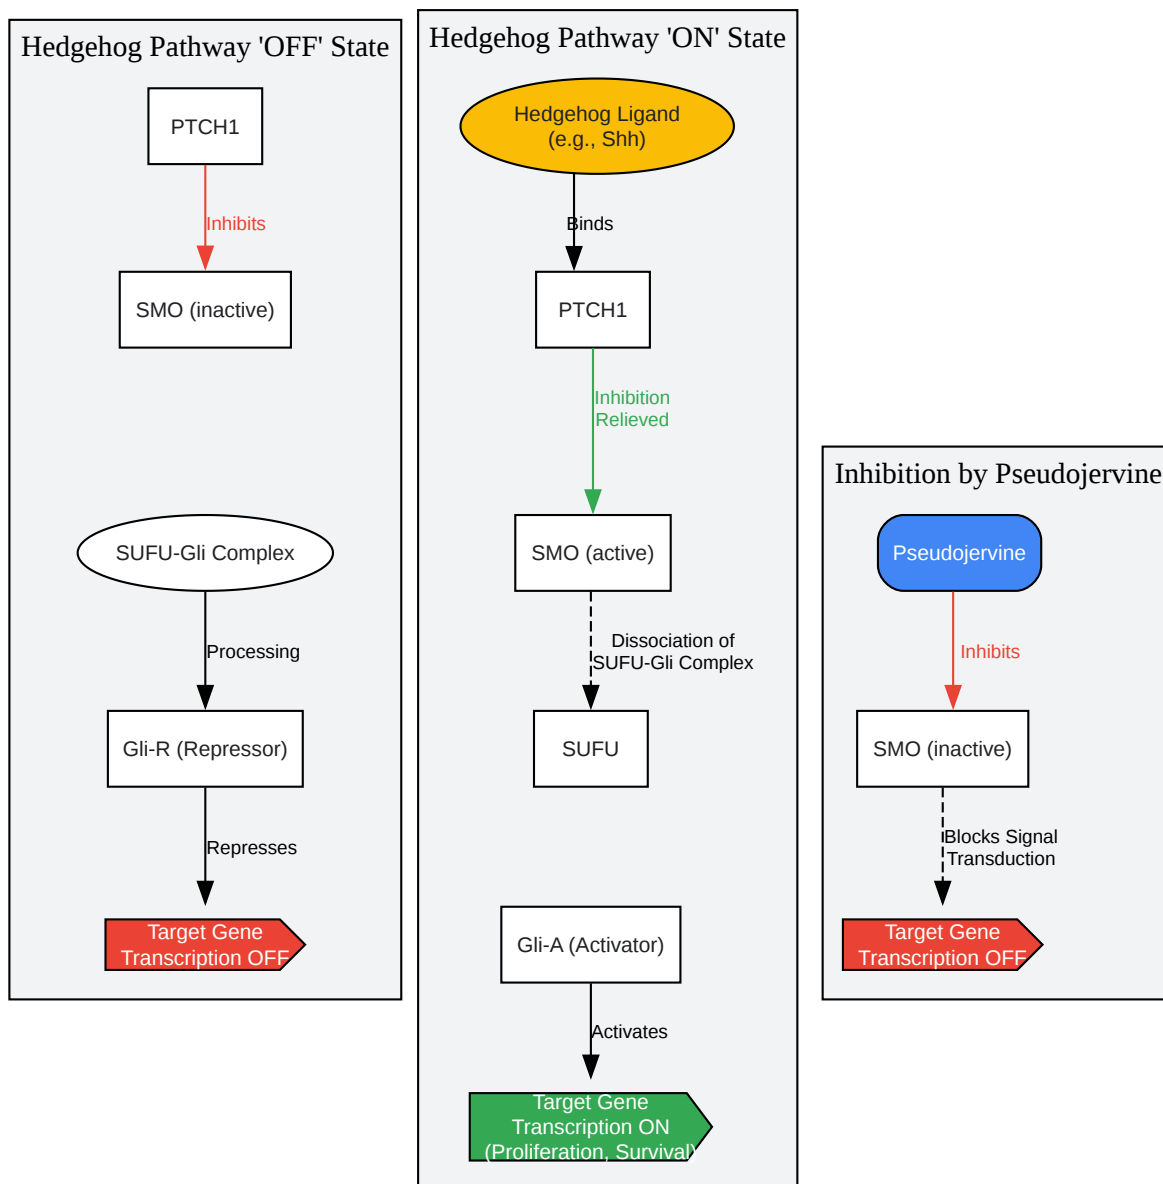 Hedgehog Pathway 'OFF' State
PTCH1
Inhibits
SMO (inactive)
SUFU-Gli Complex
Processing
Gli-R (Repressor)
Represses
Target Gene
Transcription OFF
Hedgehog Pathway 'ON' State
Hedgehog Ligand
(e.g., Shh)
Binds
PTCH1
Inhibition
Relieved
SMO (active)
Dissociation of
SUFU-Gli Complex
SUFU
Gli-A (Activator)
Activates
Target Gene
Transcription ON
(Proliferation, Survival)
Inhibition by Pseudojervine
Pseudojervine
Inhibits
SMO (inactive)
Blocks Signal
Transduction
Target Gene
Transcription OFF